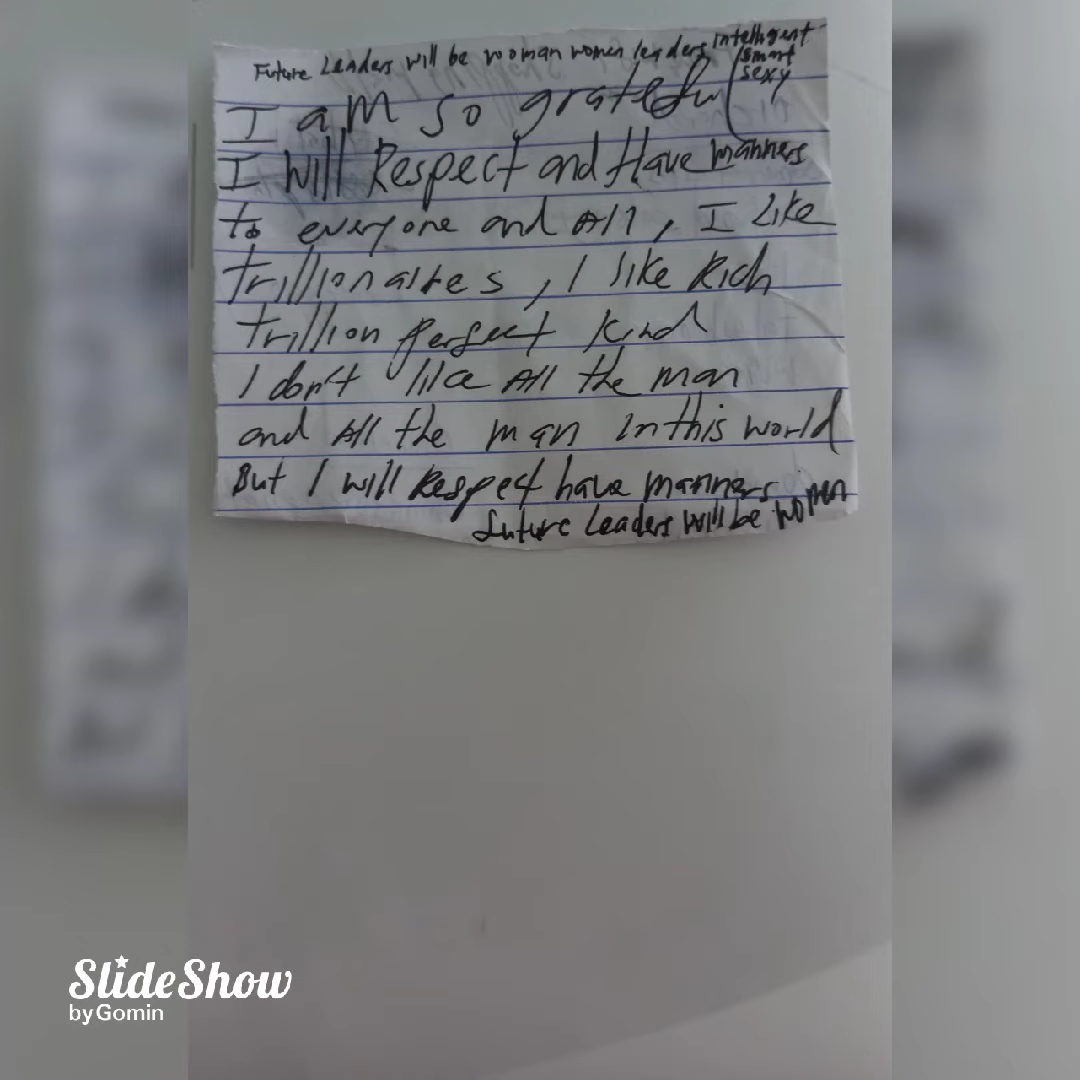 Future Leaders will be wooman women leaders intelligent
smart
sexy
I am so grateful
I will Respect and Have manners
to everyone and All, I Like
trillionaires, I like Rich
trillion perfect kind
I don't like All the man
and All the man In this world
But I will Respect have manners
future Leaders will be women
SlideShow
by Gomin